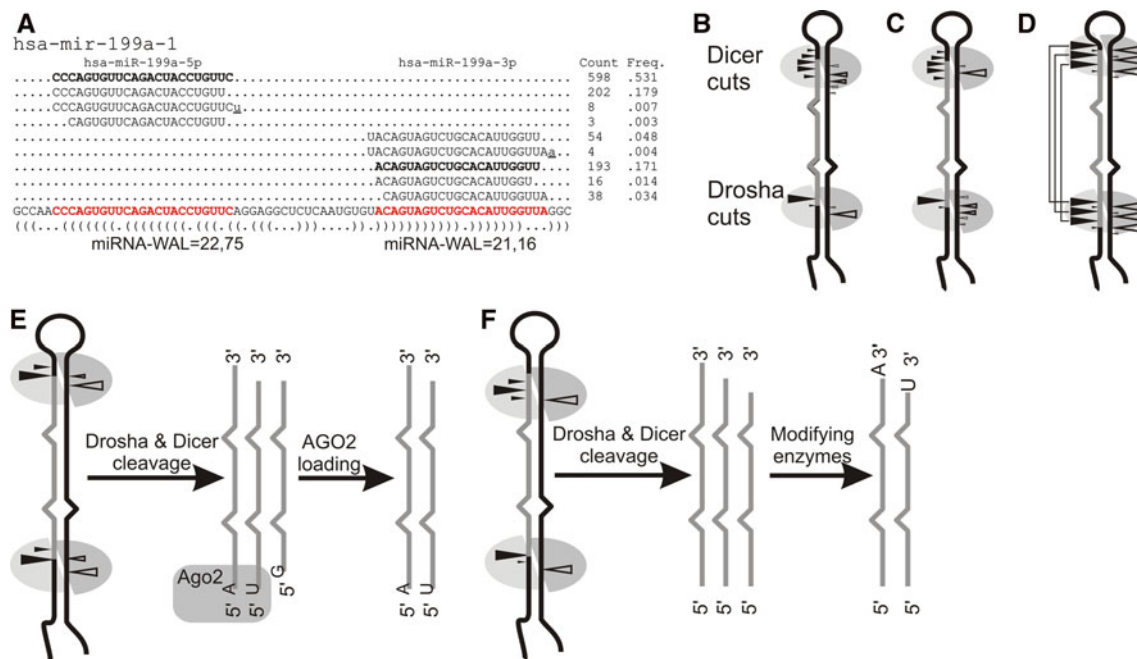 A
hsa-mir-199a-1
hsa-miR-199a-5p hsa-miR-199a-3p Count Freq.
.....CCCAGUGUUCAGACUACCUGUUC........................................... 598 .531
.....CCCAGUGUUCAGACUACCUGUU............................................ 202 .179
.....CCCAGUGUUCAGACUACCUGUUCu.......................................... 8 .007
.......CAGUGUUCAGACUACCUGUU............................................ 3 .003
.............................................UACAGUAGUCUGCACAUUGGUU.... 54 .048
.............................................UACAGUAGUCUGCACAUUGGUUAa.. 4 .004
..............................................ACAGUAGUCUGCACAUUGGUU.... 193 .171
..............................................ACAGUAGUCUGCACAUUGGU..... 16 .014
...............................................CAGUAGUCUGCACAUUGGUUA... 38 .034
GCCAACCCAGUGUUCAGACUACCUGUUCAGGAGGCUCUCAAUGUGUACAGUAGUCUGCACAUUGGUUAGGC
miRNA-WAL=22,75 miRNA-WAL=21,16
B
C
D
Dicer
cuts
Drosha
cuts
E
Drosha & Dicer
cleavage
3' 3' 3'
Ago2
A U G
5' 5' 5'
AGO2
loading
3' 3'
A U
5' 5'
F
Drosha & Dicer
cleavage
3' 3' 3'
5' 5' 5'
Modifying
enzymes
A 3' U 3'
5' 5'